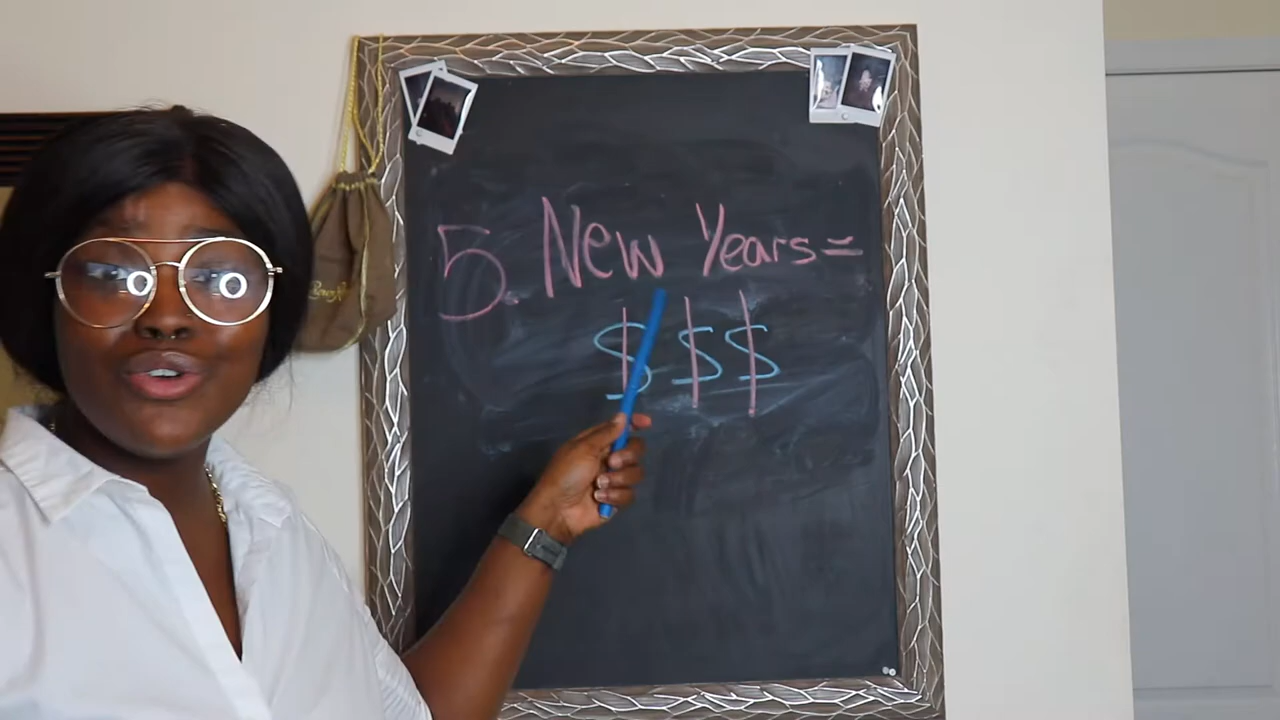 5. New Years =
$ $ $